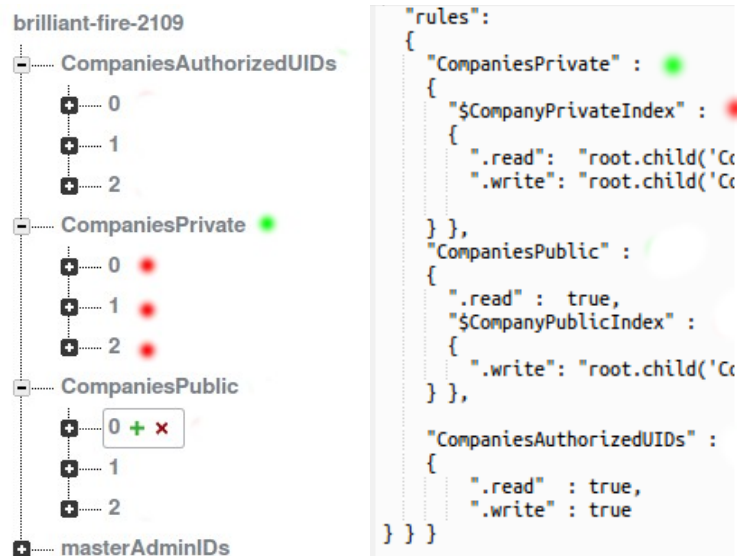 brilliant-fire-2109
CompaniesAuthorizedUIDs
0
1
2
CompaniesPrivate
0
1
2
CompaniesPublic
0
1
2
masterAdminIDs
"rules":
{
"CompaniesPrivate" :
{
"$CompanyPrivateIndex" :
{
".read": "root.child('Co
".write": "root.child('Co
} },
"CompaniesPublic" :
{
".read" : true,
"$CompanyPublicIndex" :
{
".write": "root.child('Co
} },
"CompaniesAuthorizedUIDs" :
{
".read" : true,
".write" : true
} } }